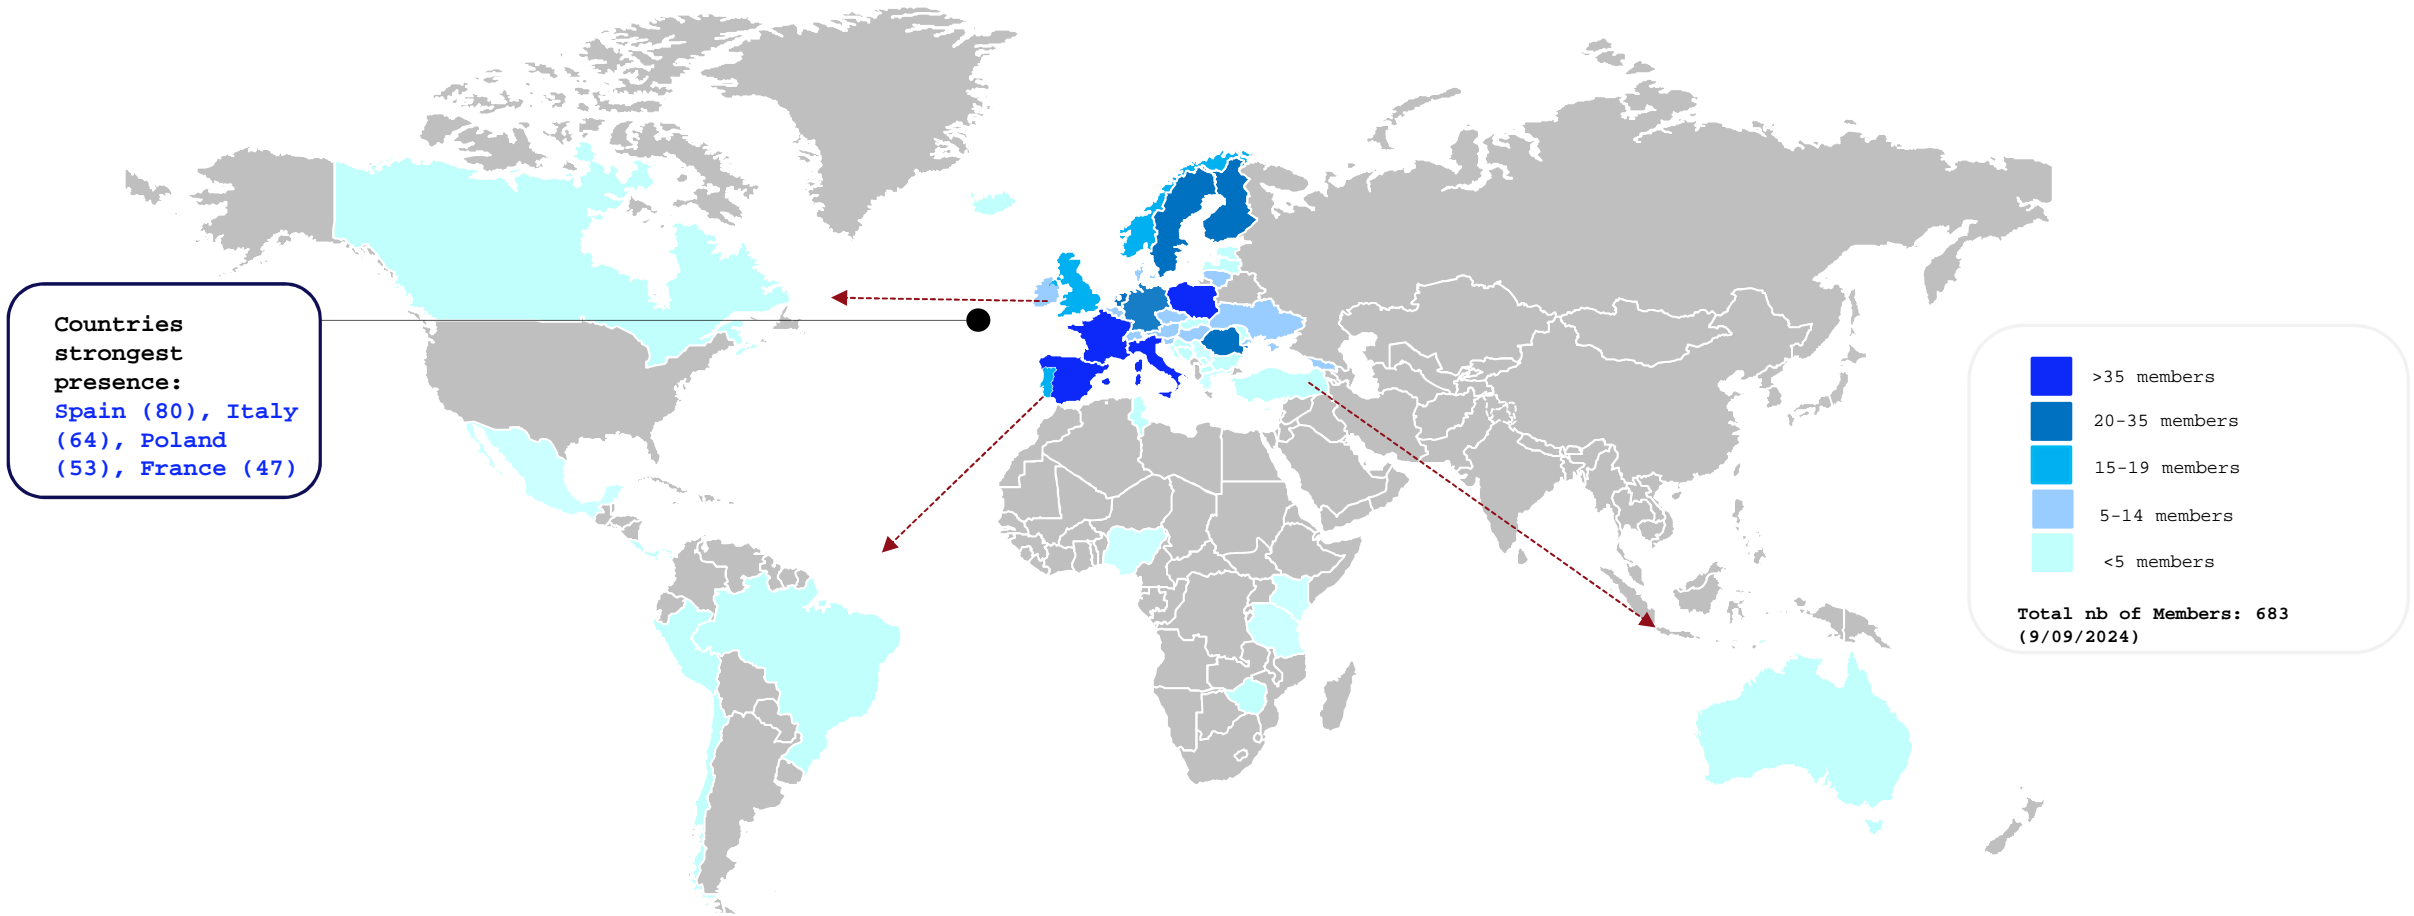 Countries
strongest
presence:
Spain (80), Italy
(64), Poland
(53), France (47)
>35 members
20-35 members
15-19 members
5-14 members
<5 members
Total nb of Members: 683
(9/09/2024)